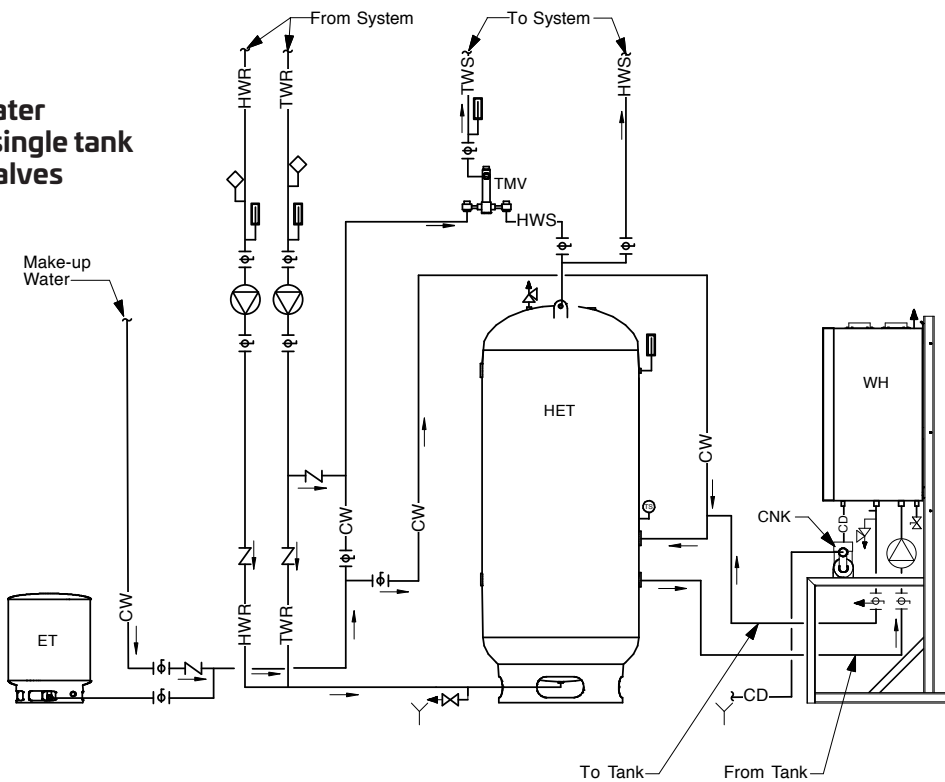 From System
To System
HWR
TWR
TWS
HWS
ater
single tank
alves
TMV
HWS
Make-up
Water
WH
HET
CW
CW
CW
CNK
CD
TS
CW
ET
HWR
TWR
CD
To Tank
From Tank